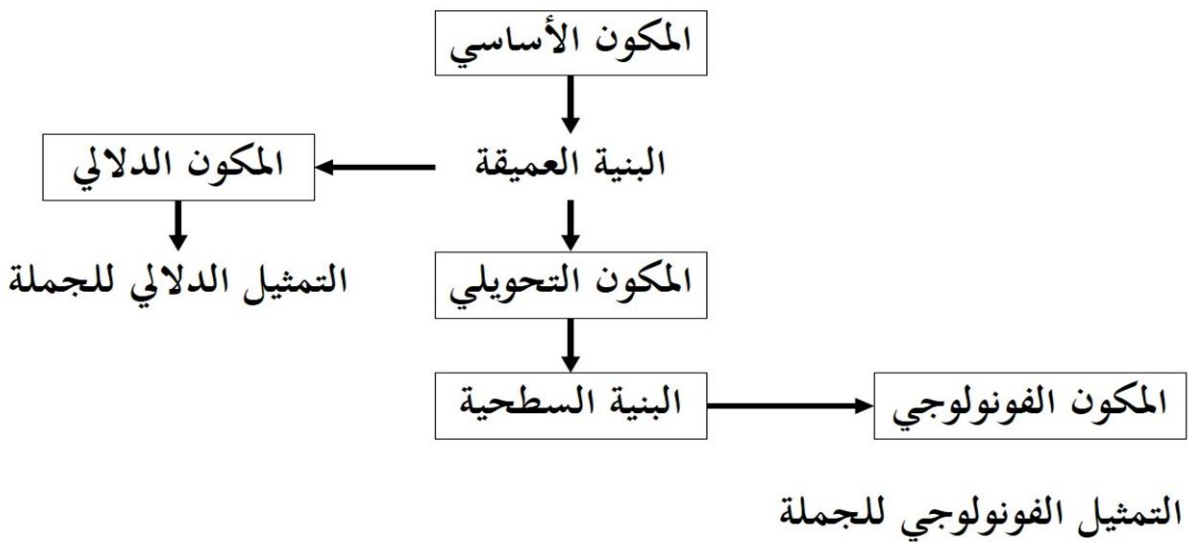 المكون الأساسي
البنية العميقة
المكون الدلالي
التمثيل الدلالي للجملة
المكون التحويلي
البنية السطحية
المكون الفونولوجي
التمثيل الفونولوجي للجملة